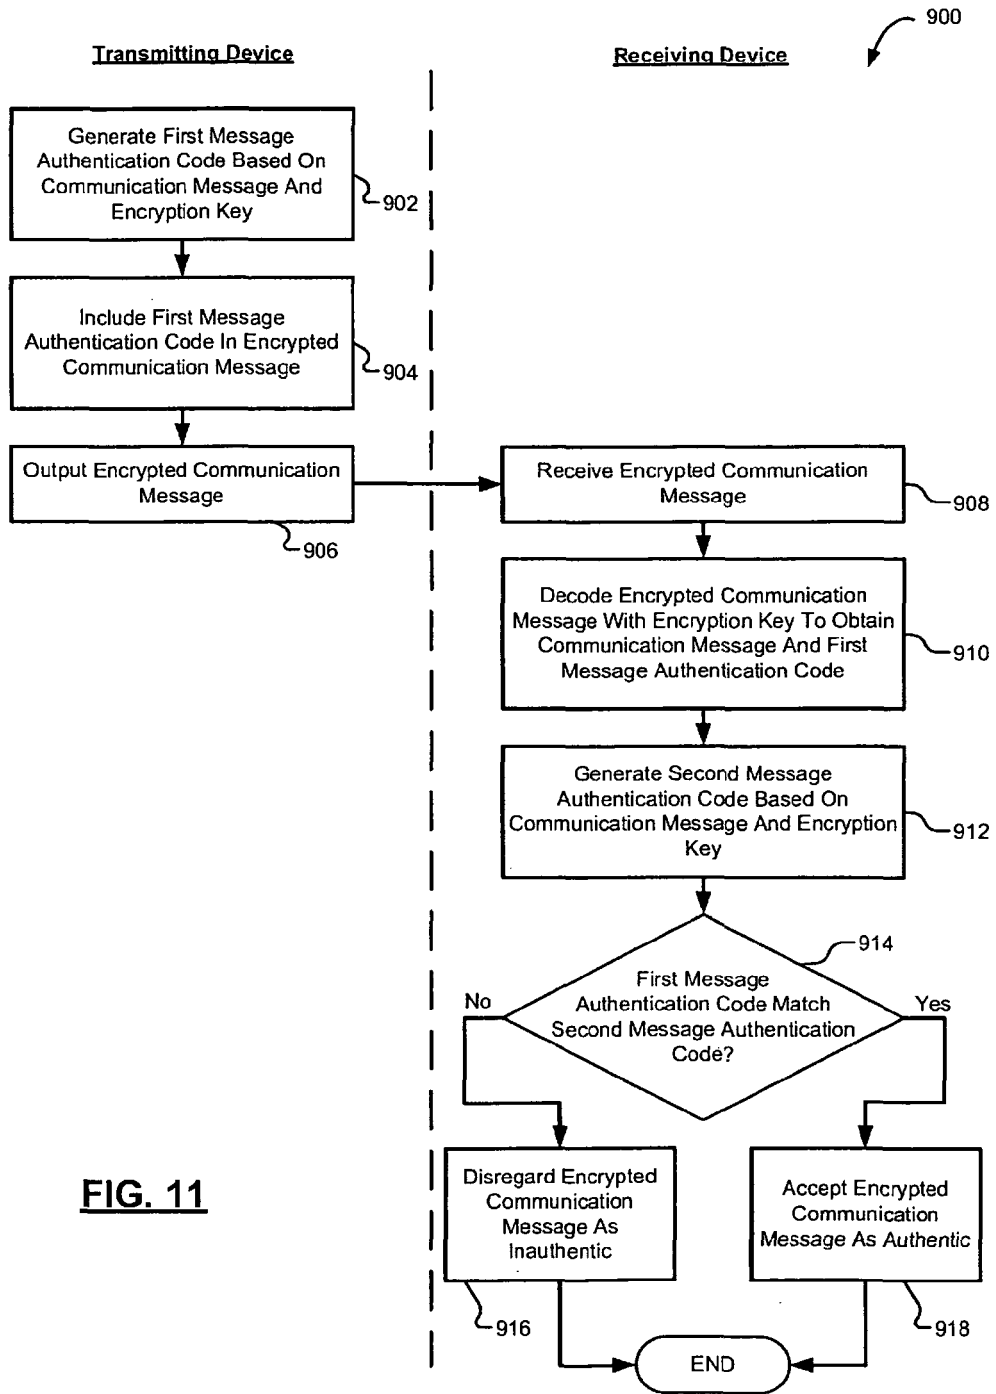 900
Transmitting Device
Receiving Device
Generate First Message
Authentication Code Based On
Communication Message And
Encryption Key
902
Include First Message
Authentication Code In Encrypted
Communication Message
904
Output Encrypted Communication
Message
906
Receive Encrypted Communication
Message
908
Decode Encrypted Communication
Message With Encryption Key To Obtain
Communication Message And First
Message Authentication Code
910
Generate Second Message
Authentication Code Based On
Communication Message And Encryption
Key
912
914
First Message
Authentication Code Match
Second Message Authentication
Code?
No
Yes
Disregard Encrypted
Communication
Message As
Inauthentic
916
Accept Encrypted
Communication
Message As Authentic
918
END
FIG. 11